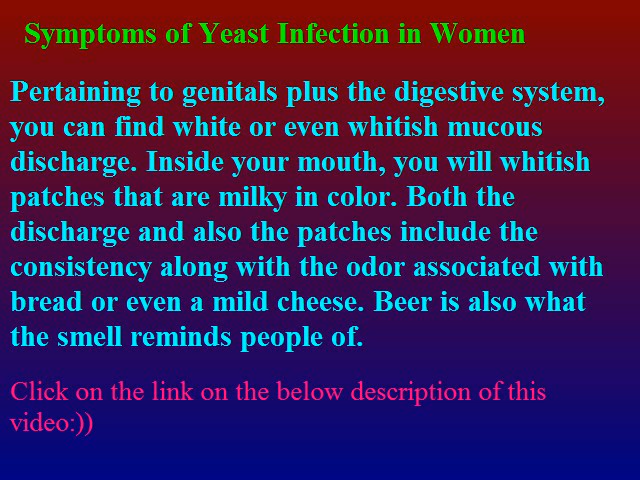 Symptoms of Yeast Infection in Women
Pertaining to genitals plus the digestive system,
you can find white or even whitish mucous
discharge. Inside your mouth, you will whitish
patches that are milky in color. Both the
discharge and also the patches include the
consistency along with the odor associated with
bread or even a mild cheese. Beer is also what
the smell reminds people of.
Click on the link on the below description of this
video:))